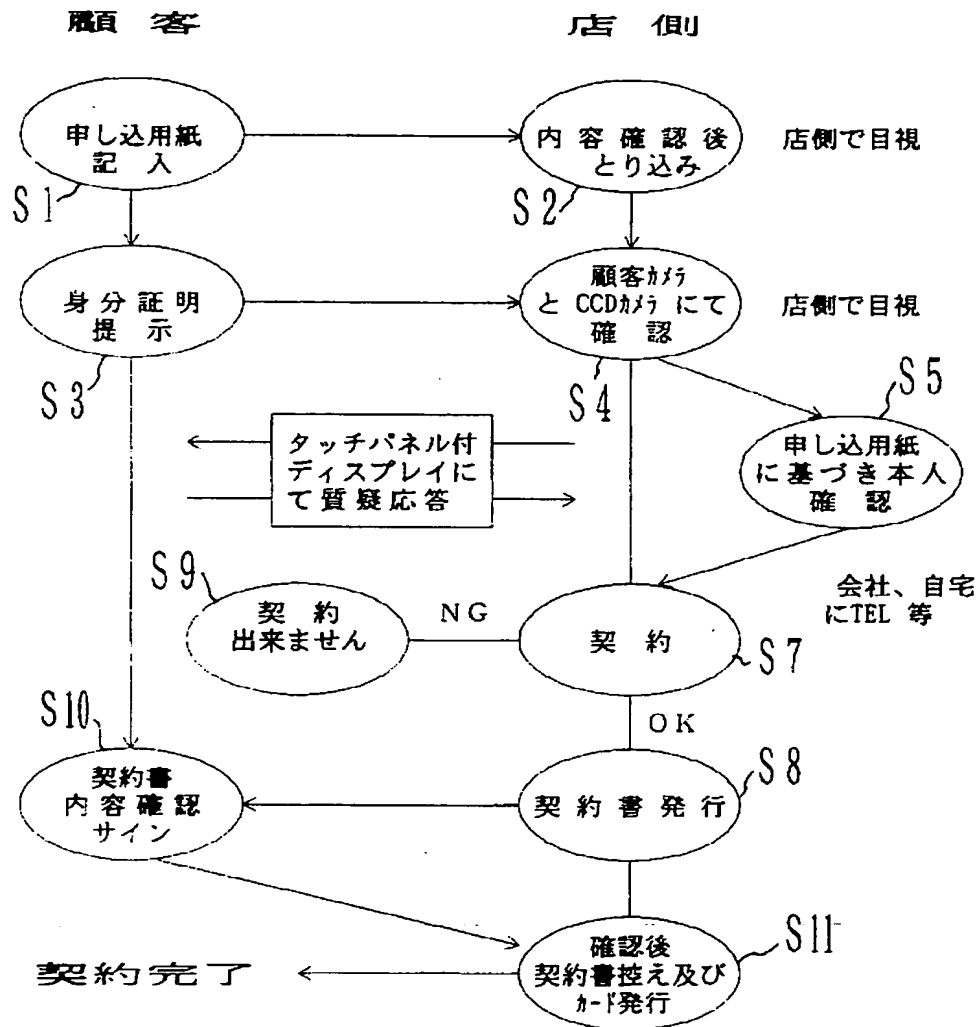 顧客
店側
申し込用紙
記入
S1
内容確認後
とり込み
S2
店側で目視
身分証明
提示
S3
顧客ｶﾒﾗ
と CCDｶﾒﾗ にて
確認
S4
店側で目視
S5
申し込用紙
に基づき本人
確認
タッチパネル付
ディスプレイに
て質疑応答
会社、自宅
にTEL 等
S9
契約
出来ません
NG
契約
S7
OK
S10
契約書
内容確認
サイン
S8
契約書発行
S11
確認後
契約書控え及び
ｶｰﾄﾞ発行
契約完了